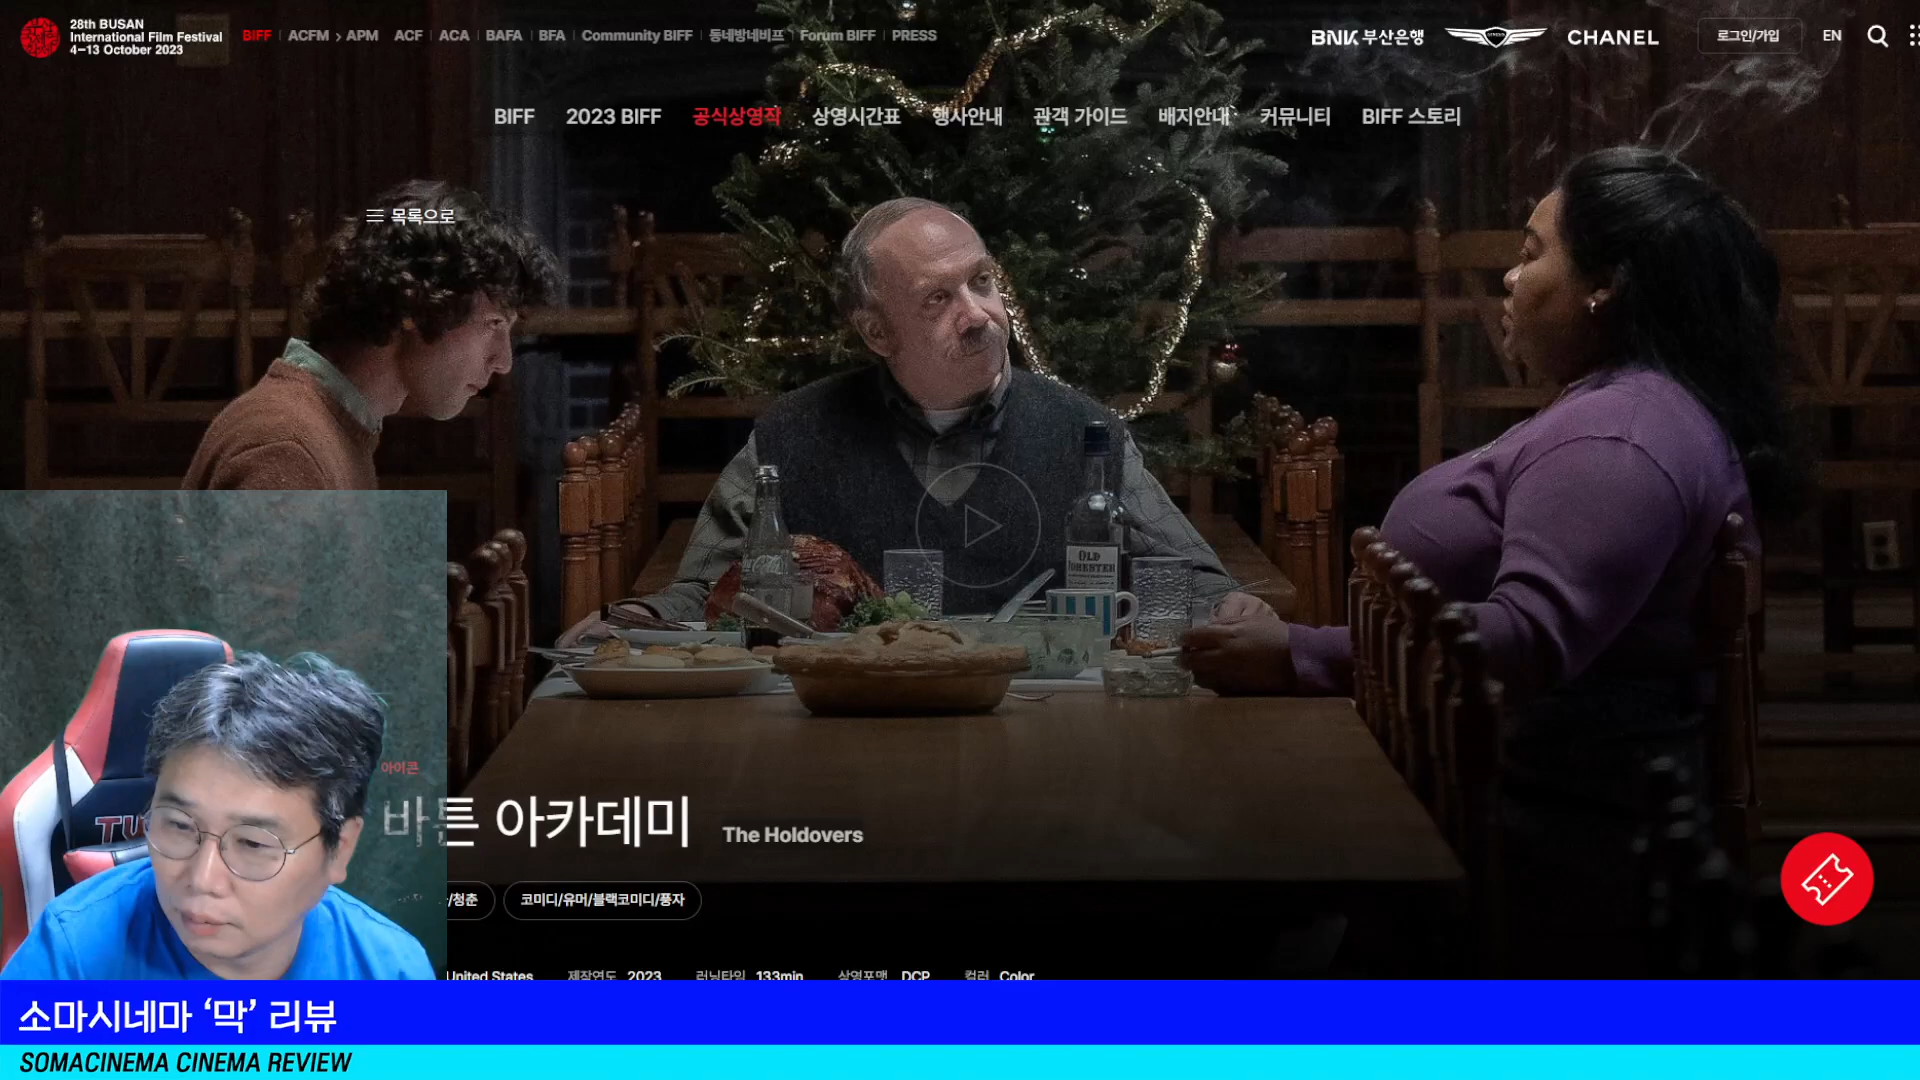 28th BUSAN
International Film Festival
4–13 October 2023
BIFF ACFM > APM ACF ACA BAFA BFA Community BIFF 동네방네비프 Forum BIFF PRESS
BNK 부산은행
GENESIS
CHANEL
로그인/가입
EN
BIFF 2023 BIFF 공식상영작 상영시간표 행사안내 관객 가이드 배지안내 커뮤니티 BIFF 스토리
목록으로
OLD
FORESTER
아이콘
바튼 아카데미 The Holdovers
/청춘
코미디/유머/블랙코미디/풍자
United States 제작연도 2023 러닝타임 133min 상영포맷 DCP 컬러 Color
소마시네마 ‘막’ 리뷰
SOMACINEMA CINEMA REVIEW